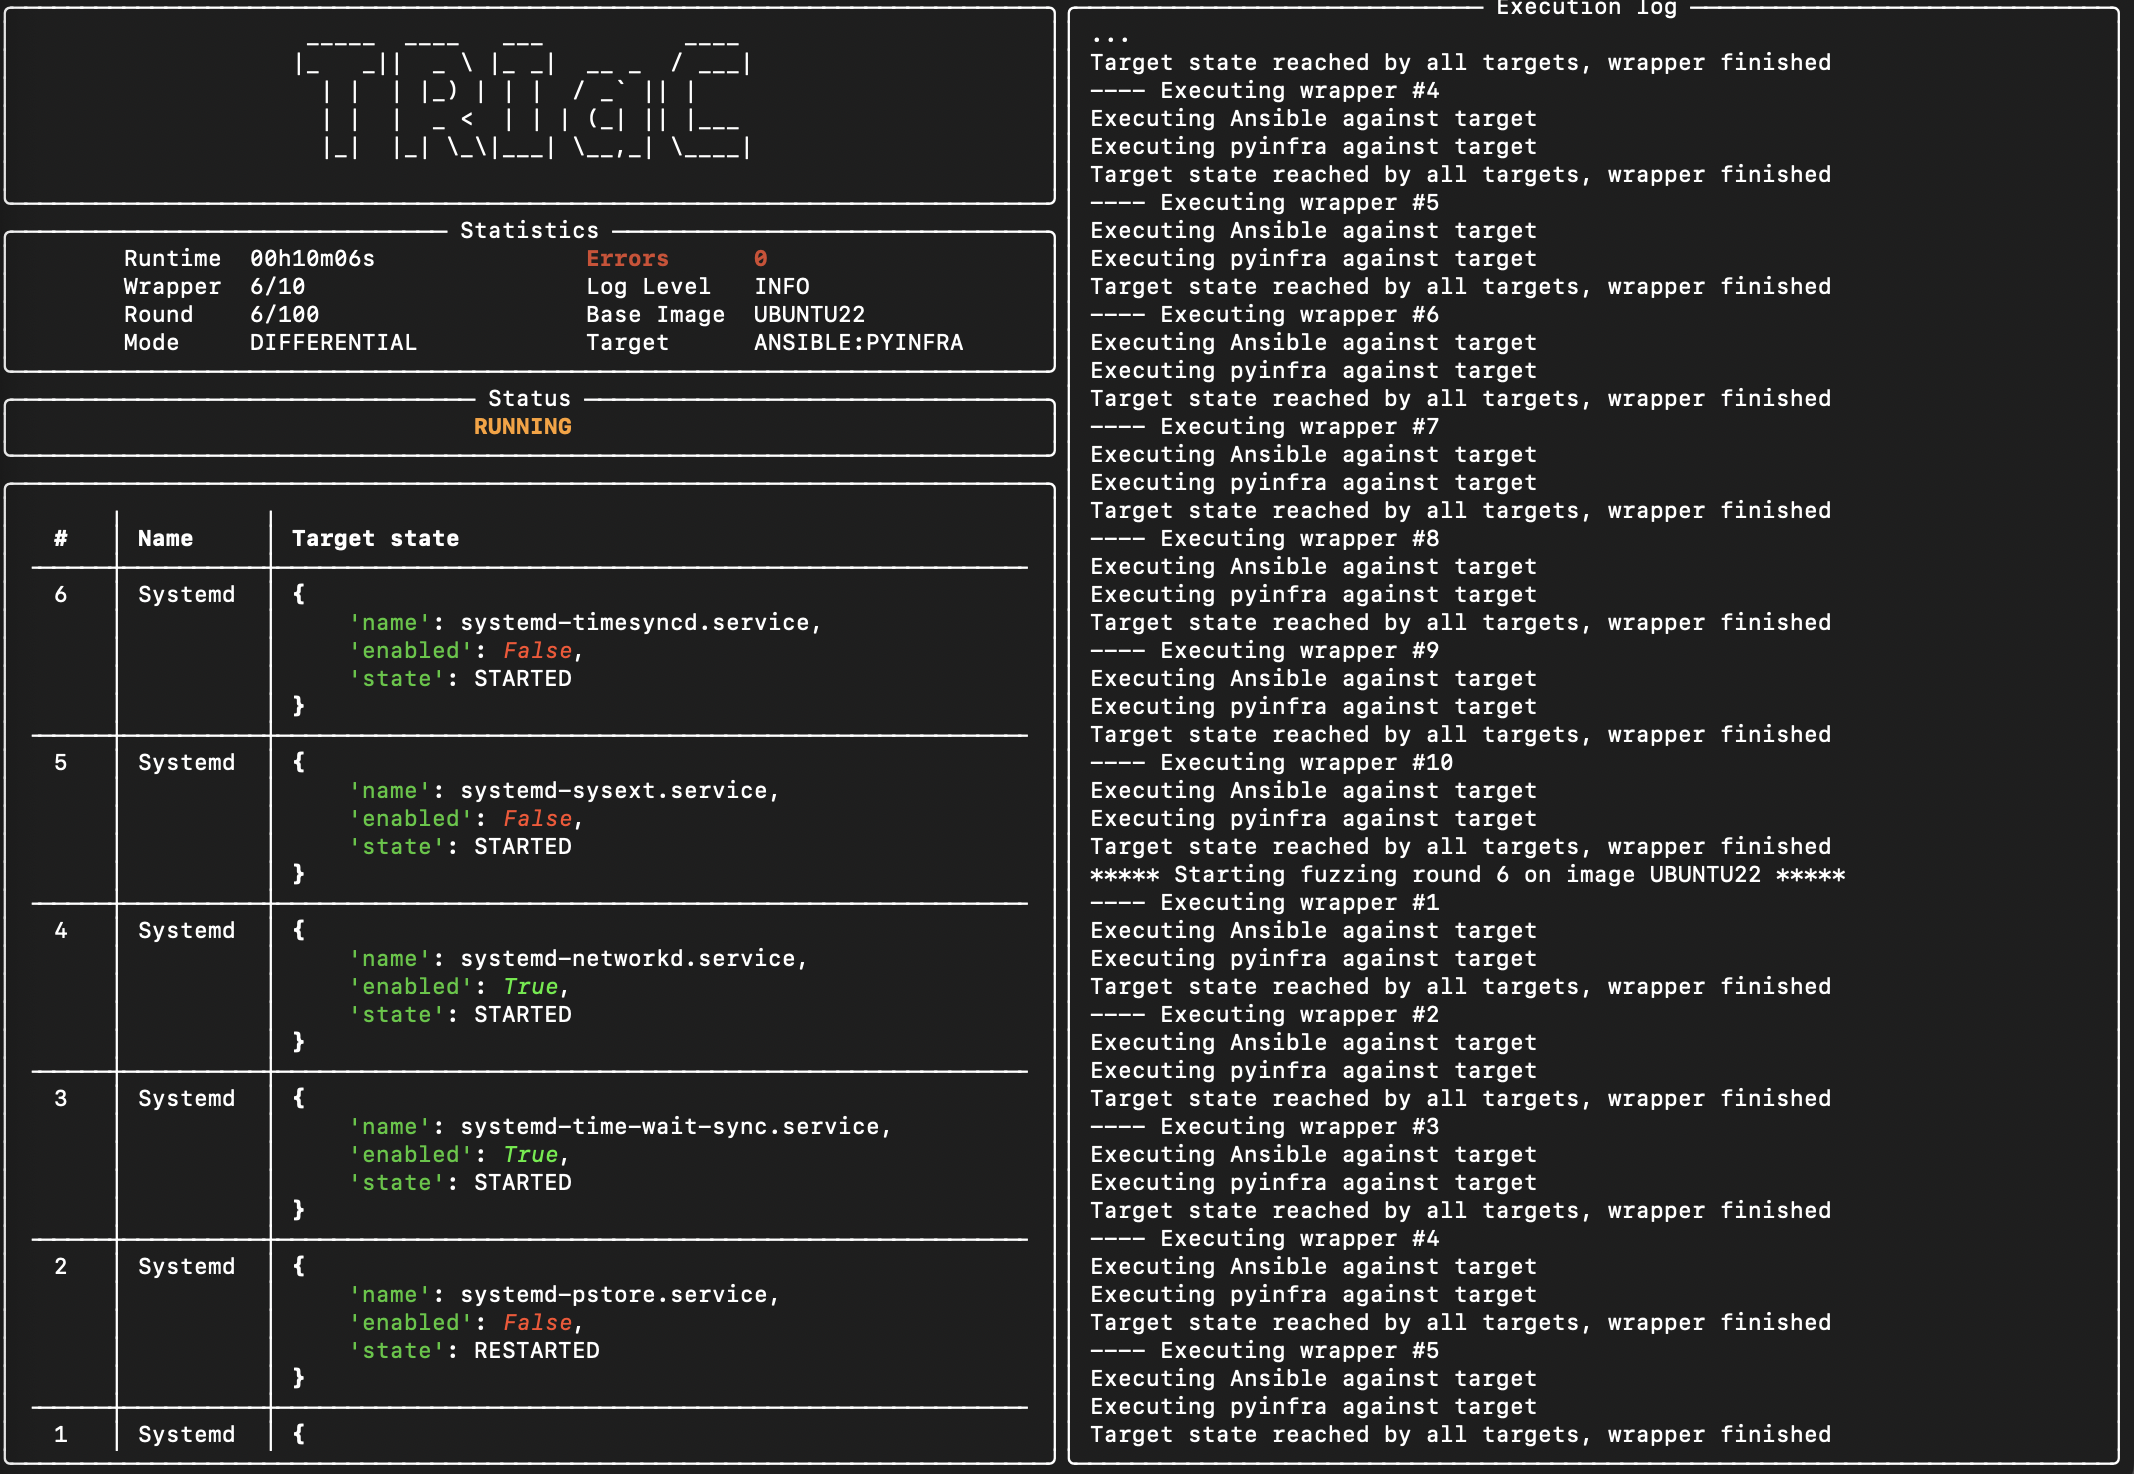 TRIaC
Statistics
Runtime 00h10m06s Errors 0
Wrapper 6/10 Log Level INFO
Round 6/100 Base Image UBUNTU22
Mode DIFFERENTIAL Target ANSIBLE:PYINFRA
Status
RUNNING
# Name Target state
6 Systemd {
'name': systemd-timesyncd.service,
'enabled': False,
'state': STARTED
}
5 Systemd {
'name': systemd-sysext.service,
'enabled': False,
'state': STARTED
}
4 Systemd {
'name': systemd-networkd.service,
'enabled': True,
'state': STARTED
}
3 Systemd {
'name': systemd-time-wait-sync.service,
'enabled': True,
'state': STARTED
}
2 Systemd {
'name': systemd-pstore.service,
'enabled': False,
'state': RESTARTED
}
1 Systemd {
Execution log
...
Target state reached by all targets, wrapper finished
---- Executing wrapper #4
Executing Ansible against target
Executing pyinfra against target
Target state reached by all targets, wrapper finished
---- Executing wrapper #5
Executing Ansible against target
Executing pyinfra against target
Target state reached by all targets, wrapper finished
---- Executing wrapper #6
Executing Ansible against target
Executing pyinfra against target
Target state reached by all targets, wrapper finished
---- Executing wrapper #7
Executing Ansible against target
Executing pyinfra against target
Target state reached by all targets, wrapper finished
---- Executing wrapper #8
Executing Ansible against target
Executing pyinfra against target
Target state reached by all targets, wrapper finished
---- Executing wrapper #9
Executing Ansible against target
Executing pyinfra against target
Target state reached by all targets, wrapper finished
---- Executing wrapper #10
Executing Ansible against target
Executing pyinfra against target
Target state reached by all targets, wrapper finished
***** Starting fuzzing round 6 on image UBUNTU22 *****
---- Executing wrapper #1
Executing Ansible against target
Executing pyinfra against target
Target state reached by all targets, wrapper finished
---- Executing wrapper #2
Executing Ansible against target
Executing pyinfra against target
Target state reached by all targets, wrapper finished
---- Executing wrapper #3
Executing Ansible against target
Executing pyinfra against target
Target state reached by all targets, wrapper finished
---- Executing wrapper #4
Executing Ansible against target
Executing pyinfra against target
Target state reached by all targets, wrapper finished
---- Executing wrapper #5
Executing Ansible against target
Executing pyinfra against target
Target state reached by all targets, wrapper finished